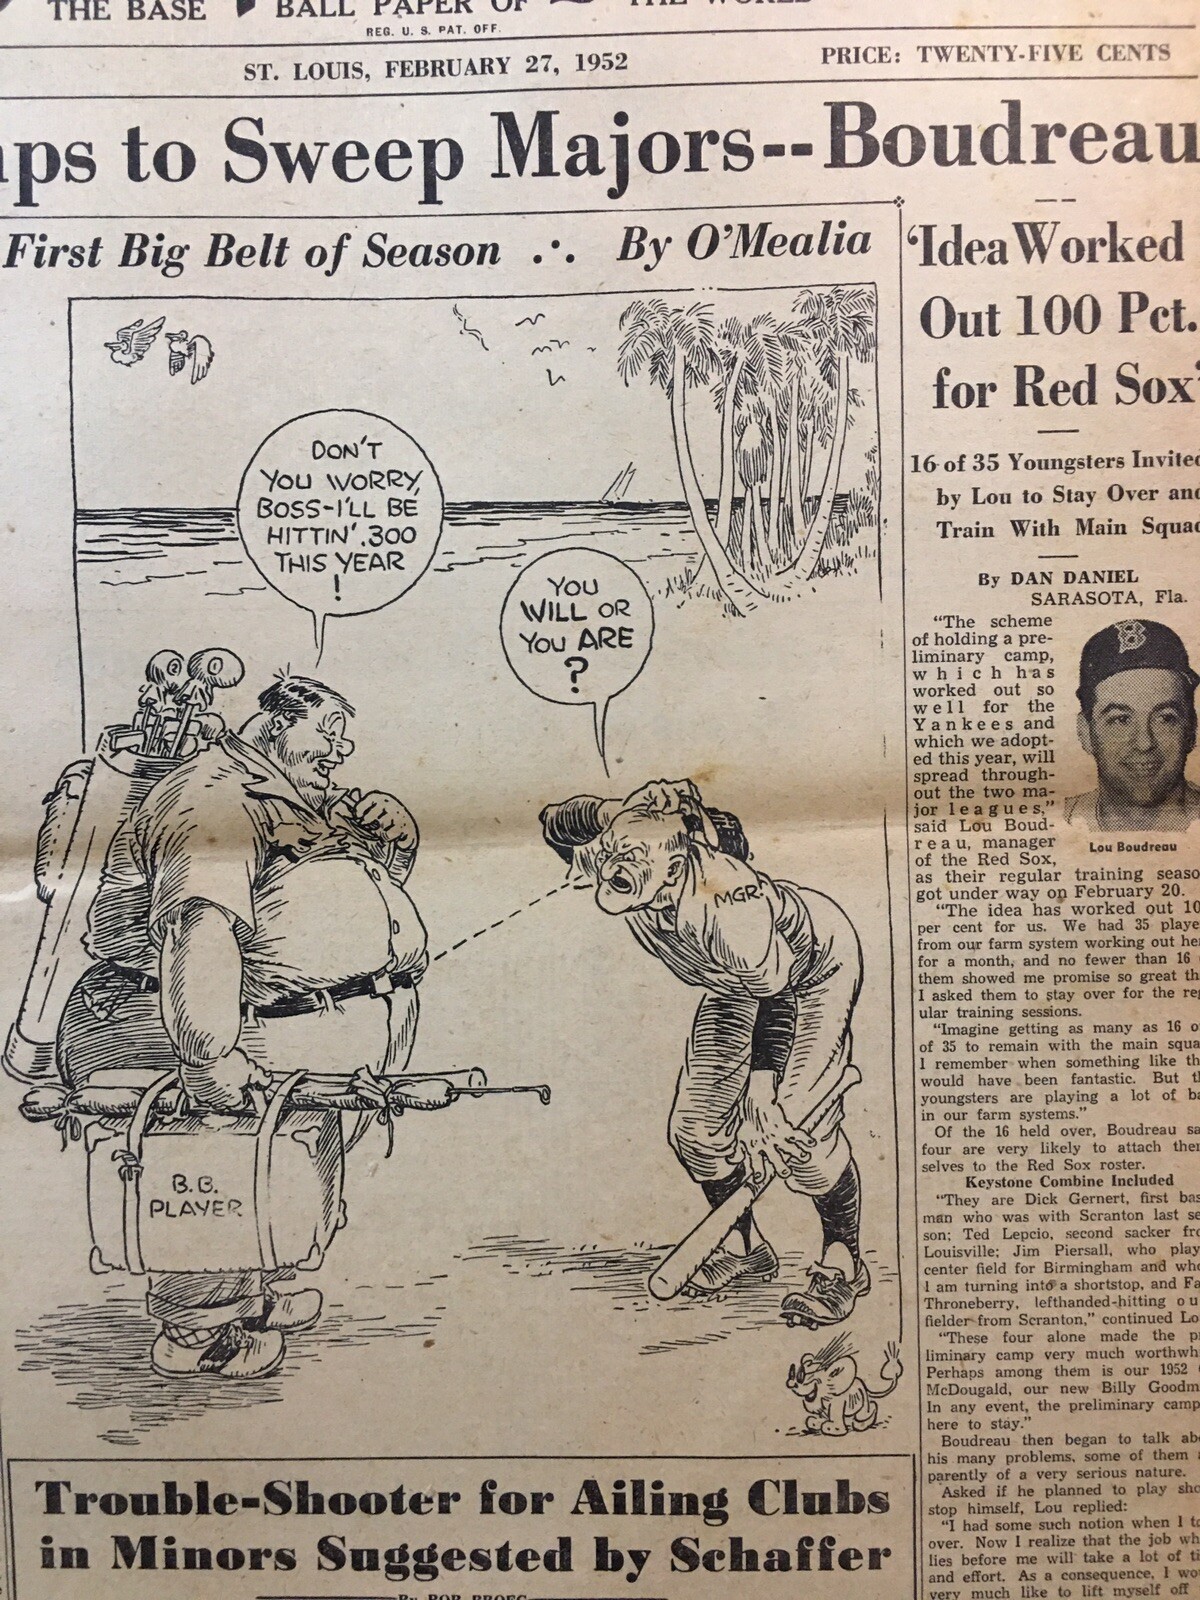 THE BASE BALL PAPER OF THE WORLD
REG. U. S. PAT. OFF.
ST. LOUIS, FEBRUARY 27, 1952
PRICE: TWENTY-FIVE CENTS
to Sweep Majors--Boudreau
First Big Belt of Season .·. By O'Mealia
DON'T
YOU WORRY,
BOSS-I'LL BE
HITTIN' .300
THIS YEAR
!
YOU
WILL OR
YOU ARE
?
MGR.
B.B.
PLAYER
Trouble-Shooter for Ailing Clubs
in Minors Suggested by Schaffer
'Idea Worked
Out 100 Pct.
for Red Sox'
16 of 35 Youngsters Invited
by Lou to Stay Over and
Train With Main Squad
By DAN DANIEL
SARASOTA, Fla.
"The scheme
of holding a pre-
liminary camp,
which has
worked out so
well for the
Yankees and
which we adopt-
ed this year, will
spread through-
out the two ma-
jor leagues,"
said Lou Boud-
reau, manager
of the Red Sox,
Lou Boudreau
as their regular training
got under way on February 20.
"The idea has worked out
per cent for us. We had 35
from our farm system working out
for a month, and no fewer than 16
them showed me promise so great
I asked them to stay over for the
ular training sessions.
"Imagine getting as many as 16
of 35 to remain with the main
I remember when something like
would have been fantastic. But
youngsters are playing a lot of
in our farm systems."
Of the 16 held over, Boudreau
four are very likely to attach
selves to the Red Sox roster.
Keystone Combine Included
"They are Dick Gernert, first
man who was with Scranton last
son; Ted Lepcio, second sacker
Louisville; Jim Piersall, who
center field for Birmingham and
I am turning into a shortstop, and
Throneberry, lefthanded-hitting
fielder from Scranton," continued
"These four alone made the
liminary camp very much
Perhaps among them is our 1952
McDougald, our new Billy
In any event, the preliminary camp
here to stay."
Boudreau then began to talk
his many problems, some of them
parently of a very serious nature.
Asked if he planned to play
stop himself, Lou replied:
"I had some such notion when I
over. Now I realize that the job
lies before me will take a lot of
and effort. As a consequence, I
very much like to lift myself off